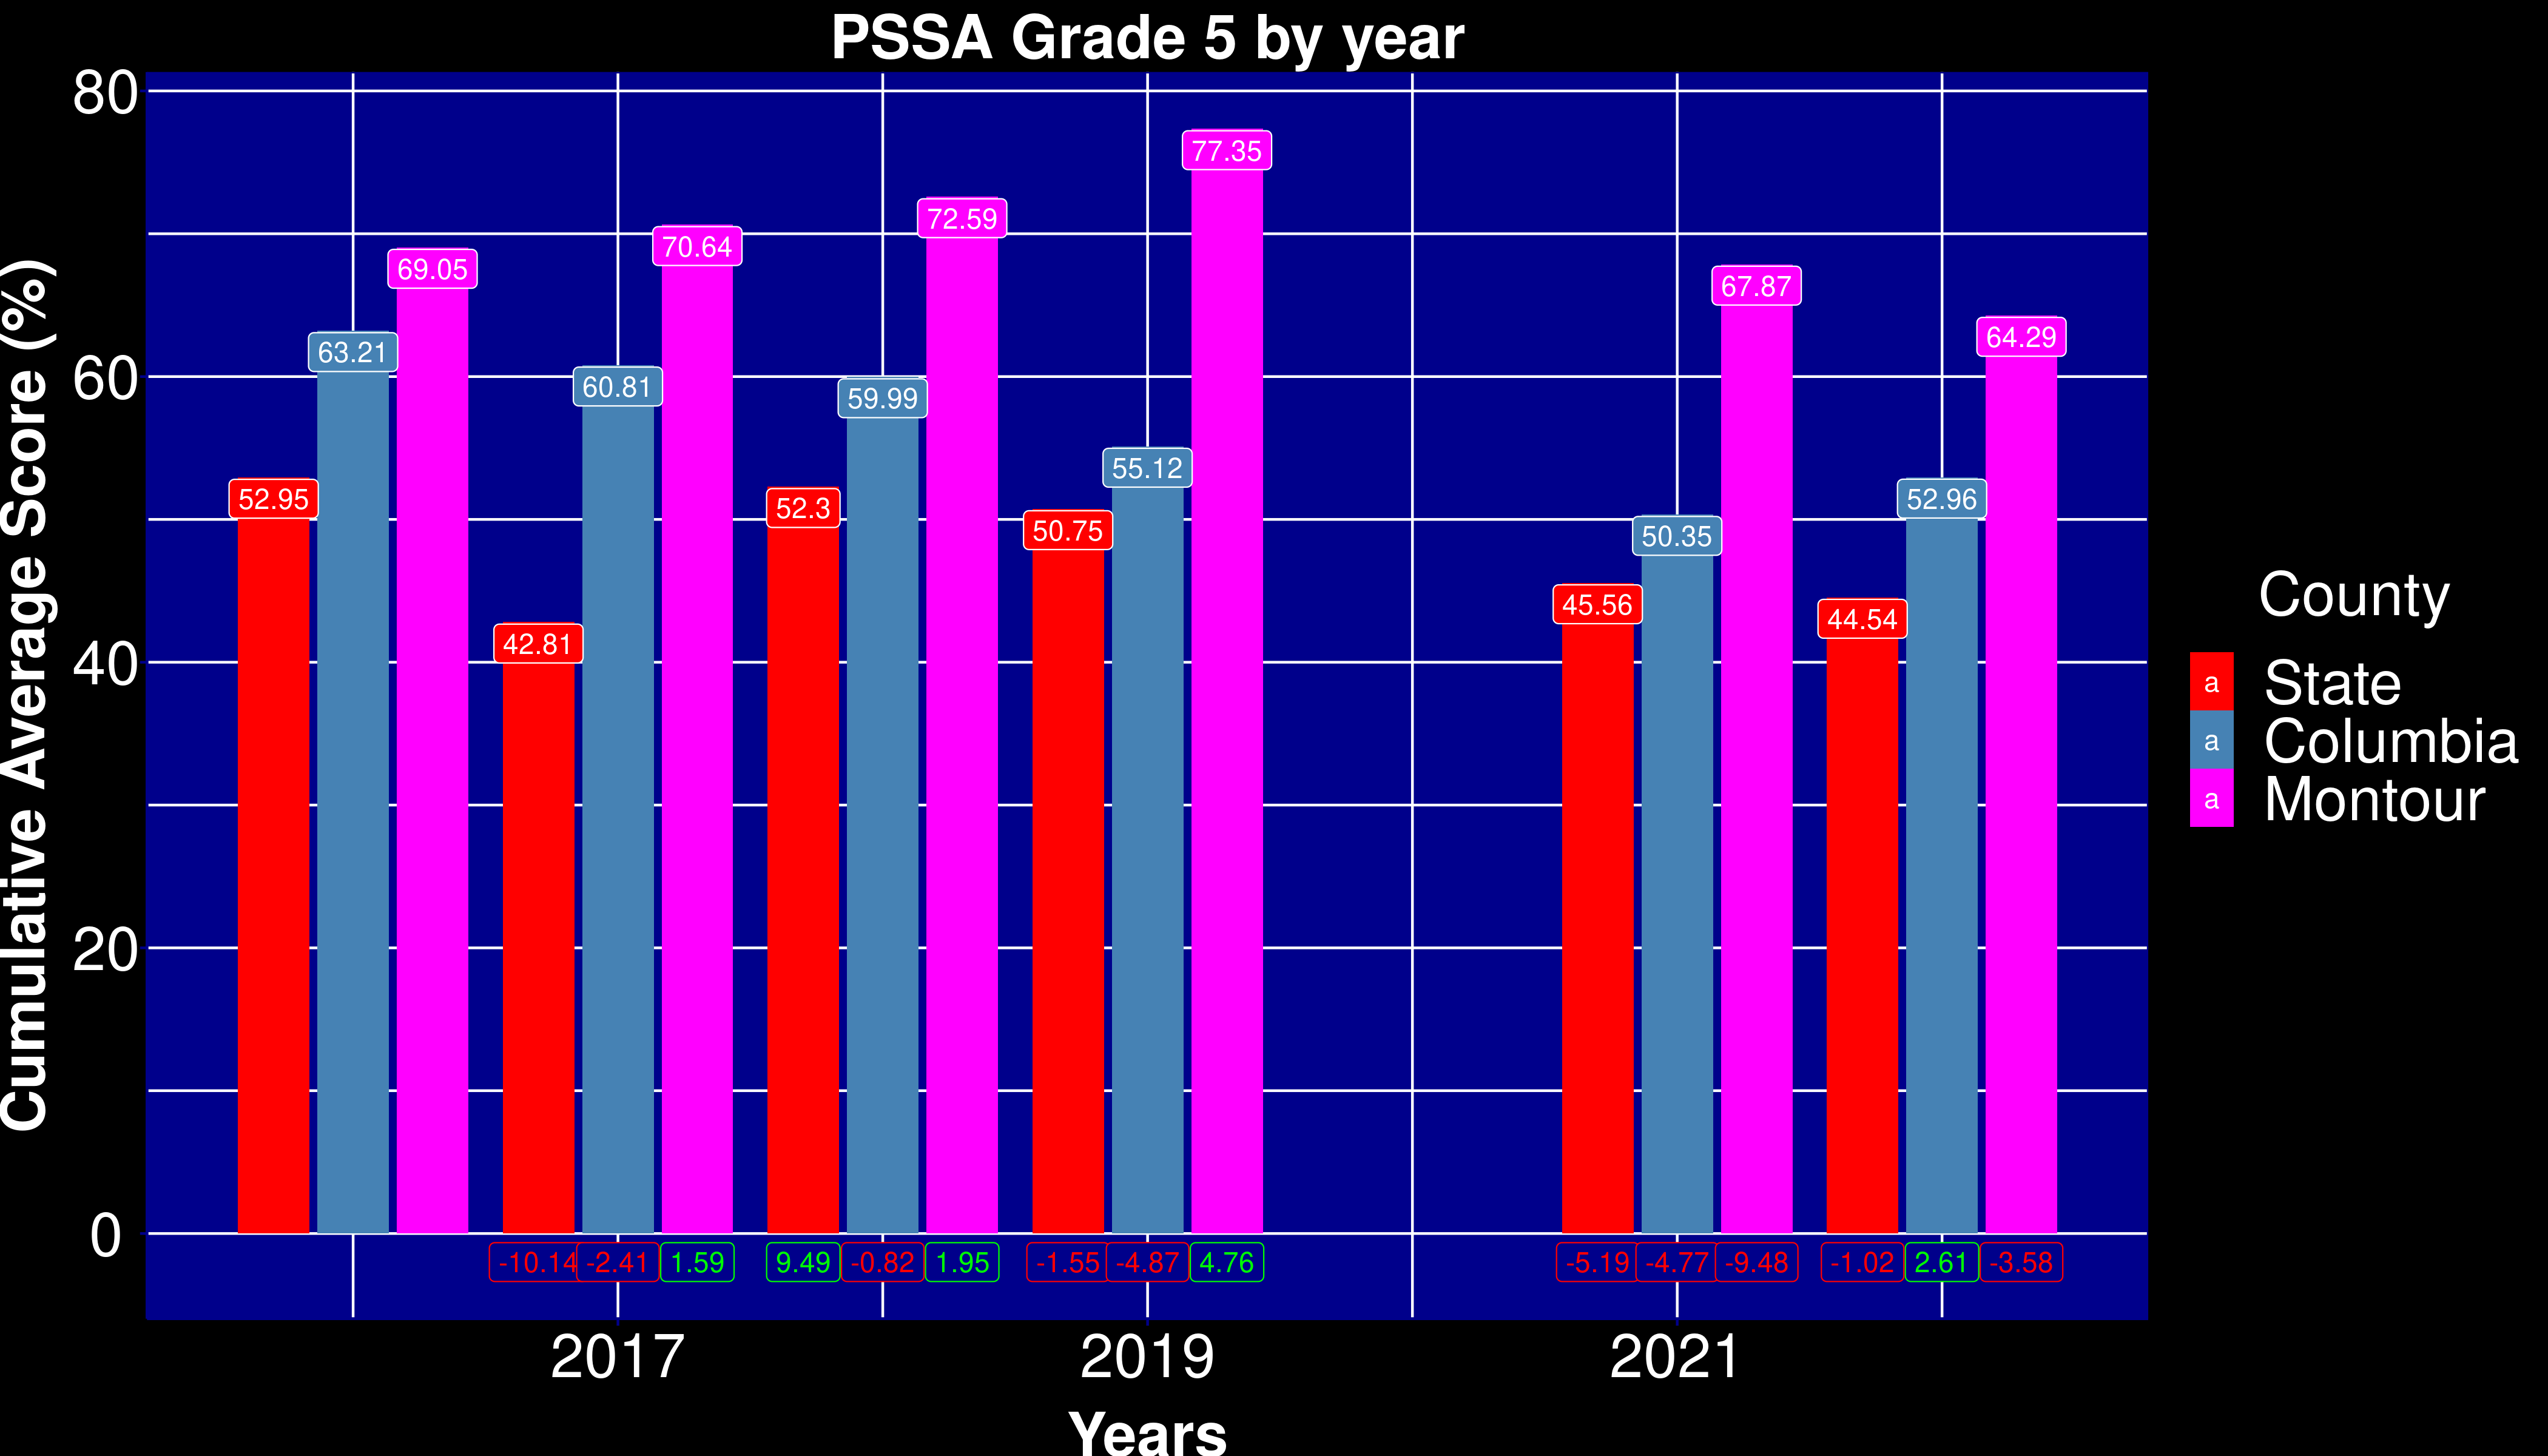 PSSA Grade 5 by year
Cumulative Average Score (%)
80
60
40
20
0
52.95
63.21
69.05
42.81
60.81
70.64
52.3
59.99
72.59
50.75
55.12
77.35
45.56
50.35
67.87
44.54
52.96
64.29
-10.14 -2.41 1.59 9.49 -0.82 1.95 -1.55 -4.87 4.76 -5.19 -4.77 -9.48 -1.02 2.61 -3.58
2017 2019 2021
Years
County
a State
a Columbia
a Montour